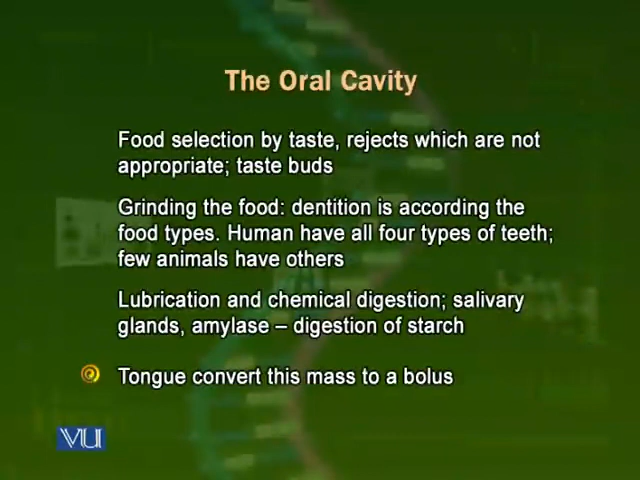 The Oral Cavity
Food selection by taste, rejects which are not
appropriate; taste buds
Grinding the food: dentition is according the
food types. Human have all four types of teeth;
few animals have others
Lubrication and chemical digestion; salivary
glands, amylase – digestion of starch
Tongue convert this mass to a bolus
VU